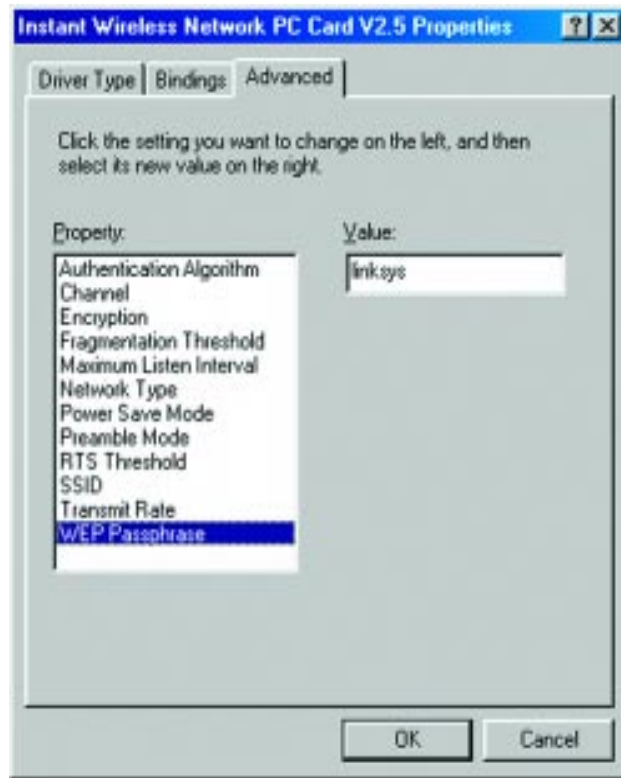 Instant Wireless Network PC Card V2.5 Properties ? X
Driver Type Bindings Advanced
Click the setting you want to change on the left, and then
select its new value on the right.
Property:
Authentication Algorithm
Channel
Encryption
Fragmentation Threshold
Maximum Listen Interval
Network Type
Power Save Mode
Preamble Mode
RTS Threshold
SSID
Transmit Rate
WEP Passphrase
Value:
linksys
OK Cancel